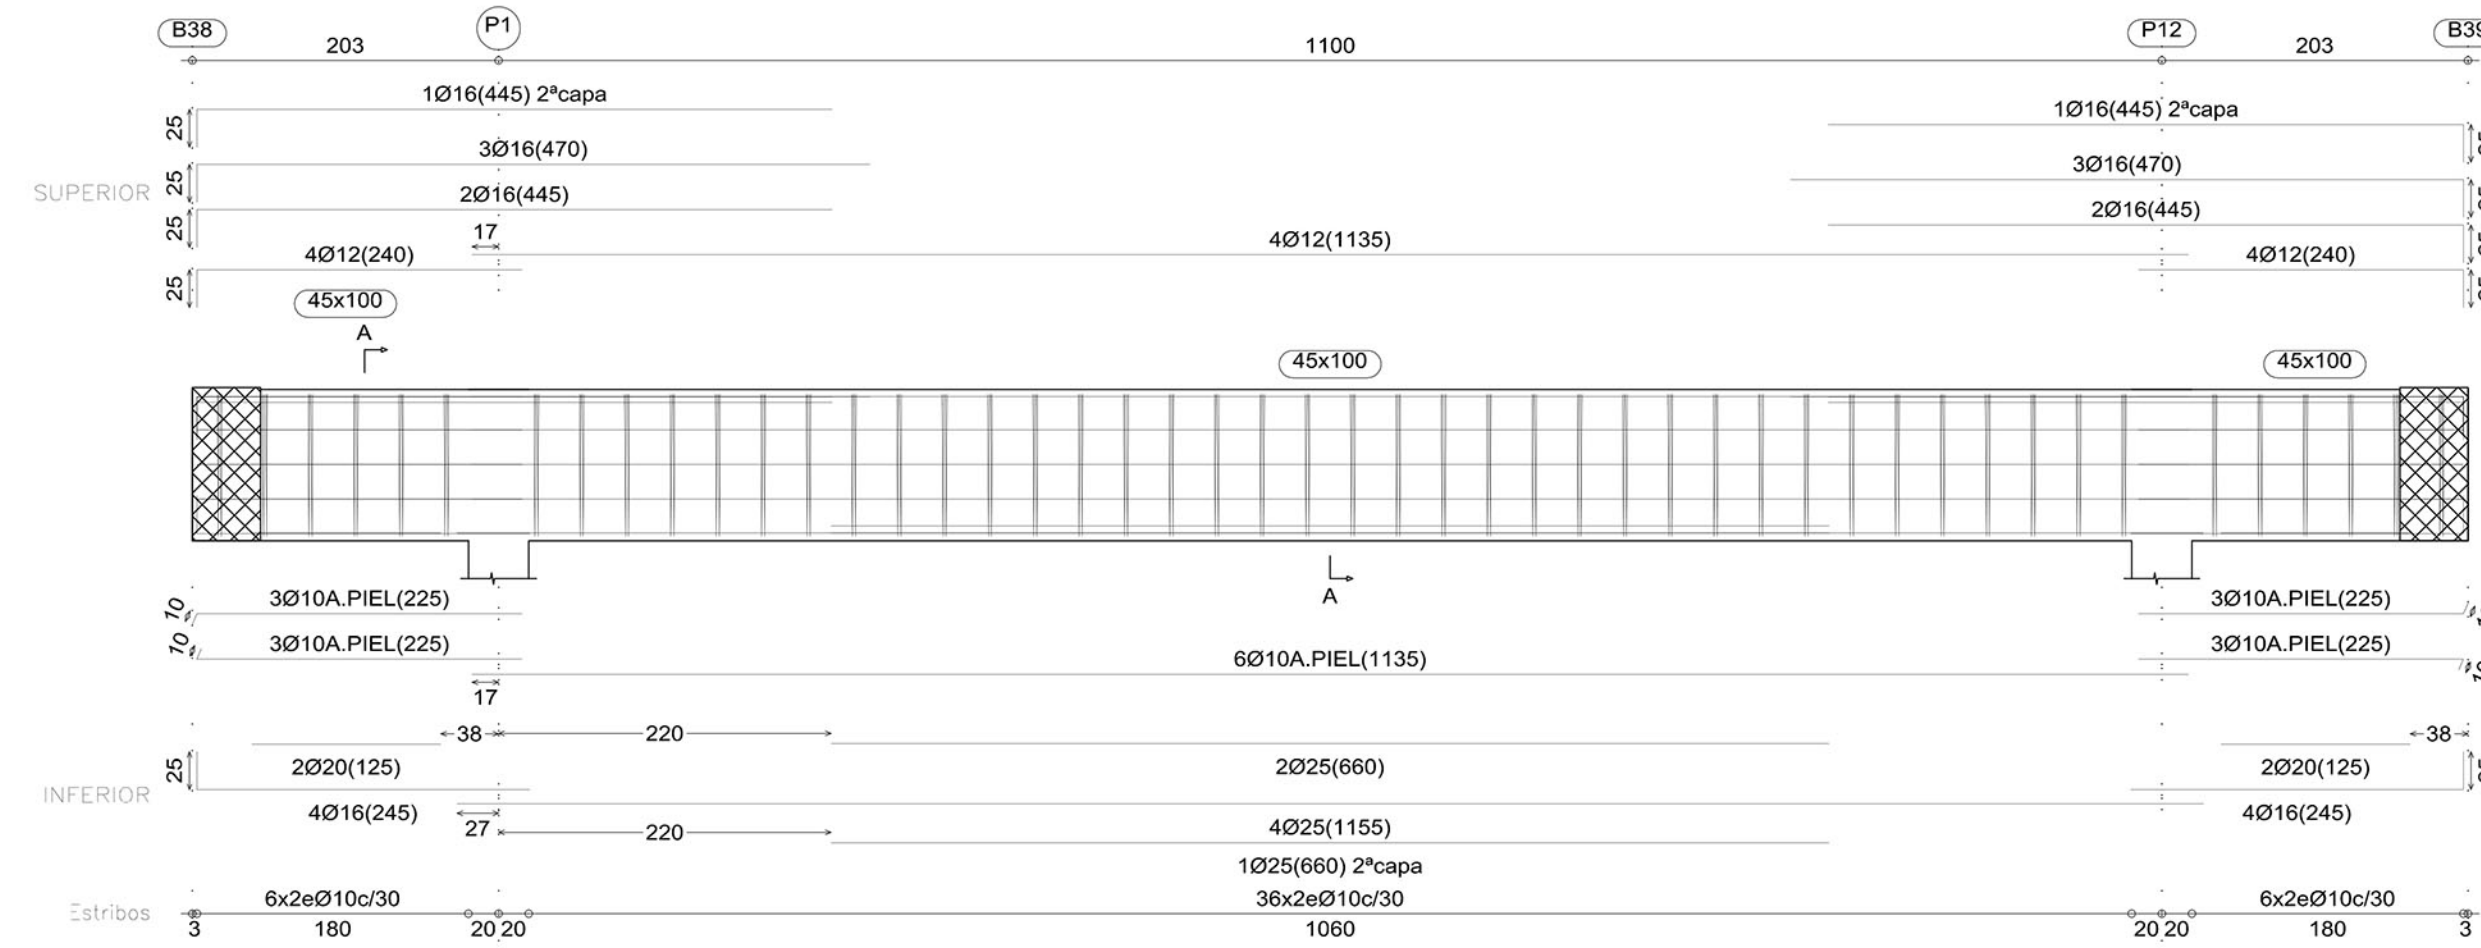 B38 P1 P12 B39
203 1100 203
1Ø16(445) 2ªcapa
25 1Ø16(445) 2ªcapa
3Ø16(470)
SUPERIOR 25 3Ø16(470)
2Ø16(445)
25 17 2Ø16(445)
4Ø12(1135)
4Ø12(240) 4Ø12(240)
25
45x100
A
45x100 45x100
A
10 3Ø10A.PIEL(225) 3Ø10A.PIEL(225)
10 3Ø10A.PIEL(225) 6Ø10A.PIEL(1135) 3Ø10A.PIEL(225)
17
38 220 38
25 2Ø20(125) 2Ø25(660) 2Ø20(125)
INFERIOR
4Ø16(245) 4Ø16(245)
27 220 4Ø25(1155)
1Ø25(660) 2ªcapa
Estribos 6x2eØ10c/30 36x2eØ10c/30 6x2eØ10c/30
3 180 20 20 1060 20 20 180 3